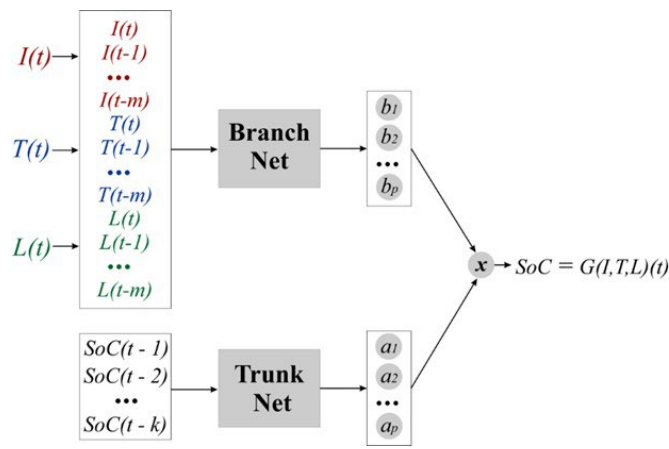 I(t)
T(t)
L(t)
I(t)
I(t-1)
•••
I(t-m)
T(t)
T(t-1)
•••
T(t-m)
L(t)
L(t-1)
•••
L(t-m)
Branch
Net
b1
b2
•••
bp
x
SoC = G(I,T,L)(t)
SoC(t - 1)
SoC(t - 2)
•••
SoC(t - k)
Trunk
Net
a1
a2
•••
ap